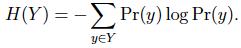 H(Y) = −∑_{y∈Y} Pr(y) log Pr(y).